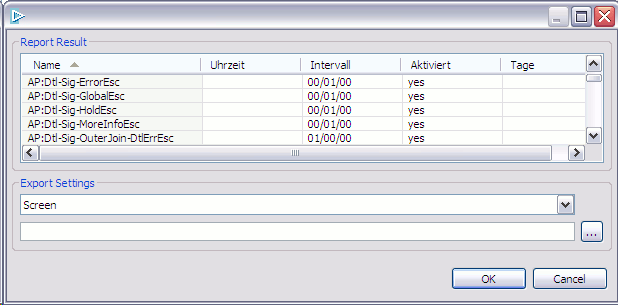 Report Result
Name Uhrzeit Intervall Aktiviert Tage
AP:Dtl-Sig-ErrorEsc 00/01/00 yes
AP:Dtl-Sig-GlobalEsc 00/01/00 yes
AP:Dtl-Sig-HoldEsc 00/01/00 yes
AP:Dtl-Sig-MoreInfoEsc 00/01/00 yes
AP:Dtl-Sig-OuterJoin-DtlErrEsc 01/00/00 yes
Export Settings
Screen
...
OK Cancel